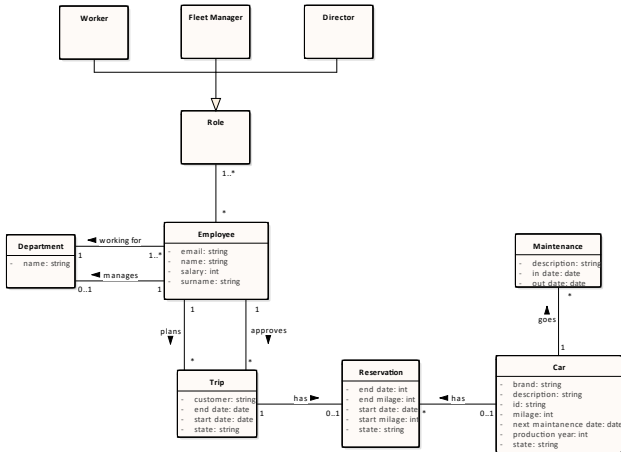 Worker
Fleet Manager
Director
Role
1..*
*
Employee
- email: string
- name: string
- salary: int
- surname: string
Department
- name: string
working for
1
1..*
manages
0..1
1
Maintenance
- description: string
- in date: date
- out date: date
*
goes
1
1
1
plans
approves
*
*
Trip
- customer: string
- end date: date
- start date: date
- state: string
has
1
0..1
Reservation
- end date: int
- end milage: int
- start date: date
- start milage: int
- state: string
has
*
0..1
Car
- brand: string
- description: string
- id: string
- milage: int
- next maintanence date: date
- production year: int
- state: string